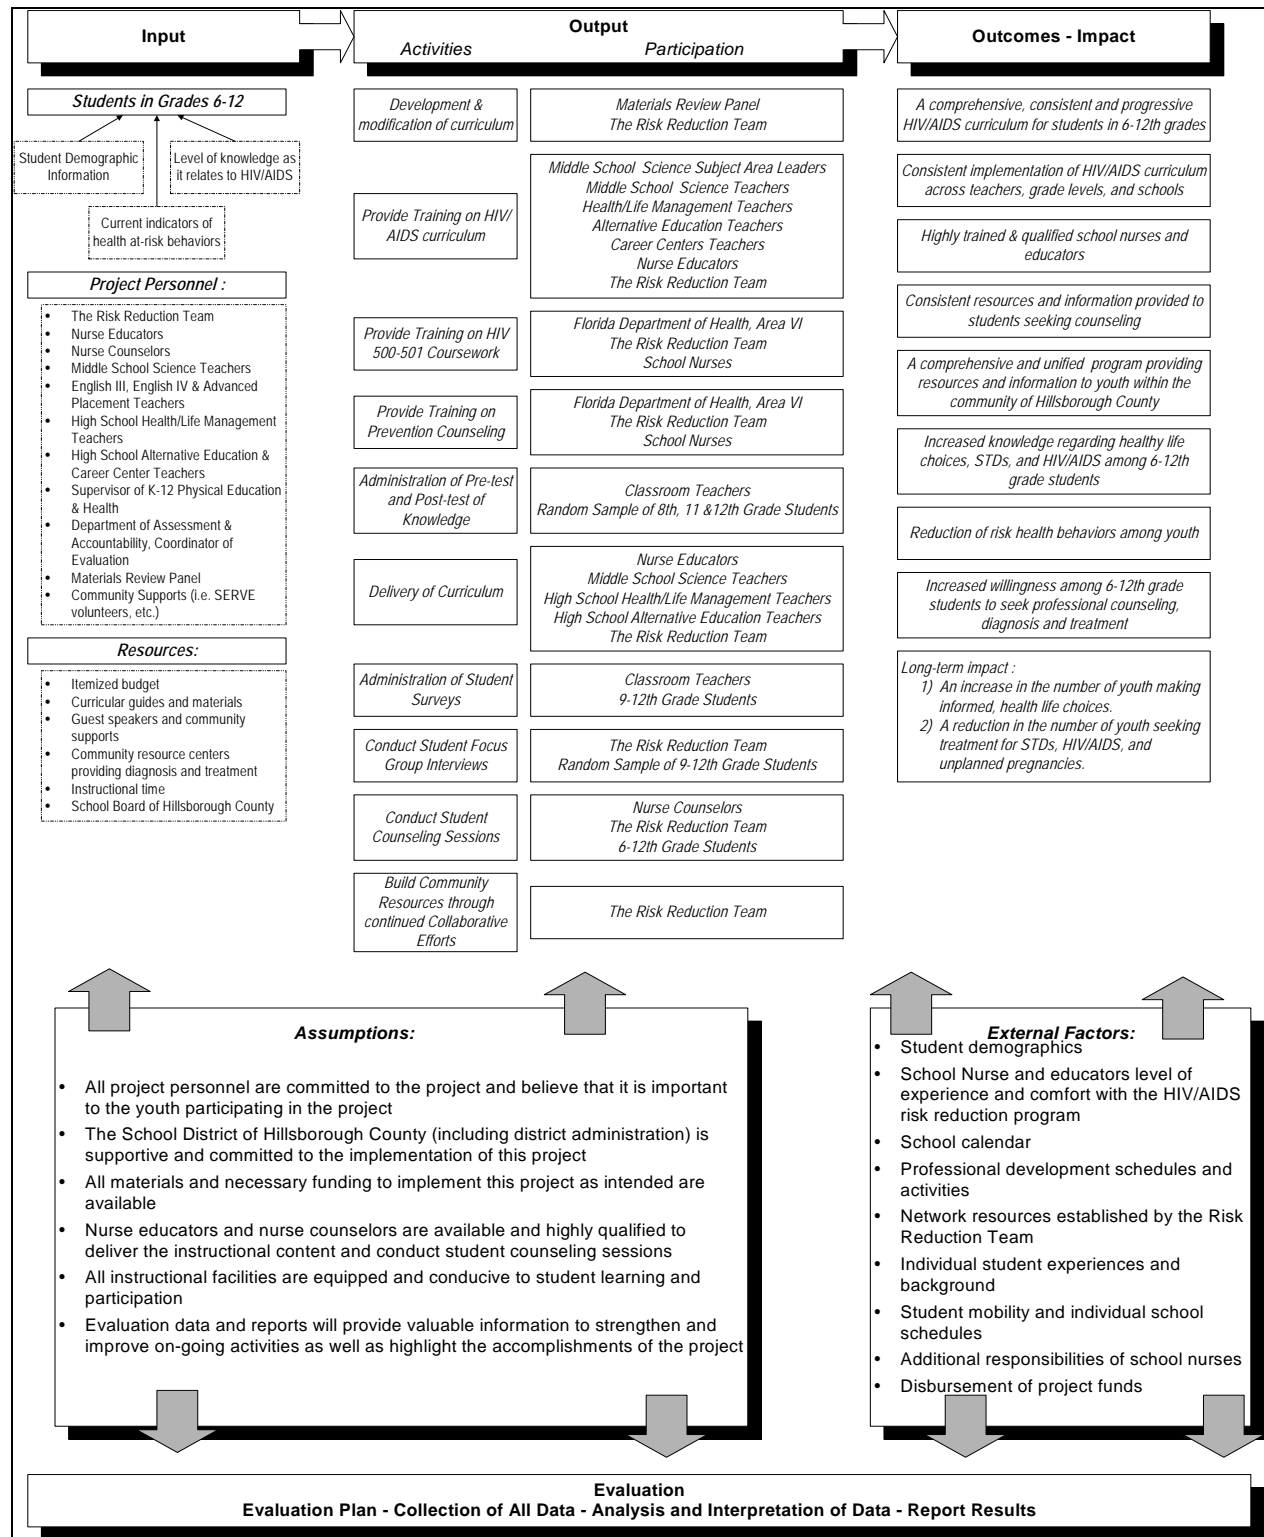 Input
Output
Activities
Participation
Outcomes - Impact
Students in Grades 6-12
Student Demographic
Information
Level of knowledge as
it relates to HIV/AIDS
Current indicators of
health at-risk behaviors
Project Personnel :
• The Risk Reduction Team
• Nurse Educators
• Nurse Counselors
• Middle School Science Teachers
• English III, English IV & Advanced
Placement Teachers
• High School Health/Life Management
Teachers
• High School Alternative Education &
Career Center Teachers
• Supervisor of K-12 Physical Education
& Health
• Department of Assessment &
Accountability, Coordinator of
Evaluation
• Materials Review Panel
• Community Supports (i.e. SERVE
volunteers, etc.)
Resources:
• Itemized budget
• Curricular guides and materials
• Guest speakers and community
supports
• Community resource centers
providing diagnosis and treatment
• Instructional time
• School Board of Hillsborough County
Development &
modification of curriculum
Materials Review Panel
The Risk Reduction Team
Provide Training on HIV/
AIDS curriculum
Middle School Science Subject Area Leaders
Middle School Science Teachers
Health/Life Management Teachers
Alternative Education Teachers
Career Centers Teachers
Nurse Educators
The Risk Reduction Team
Provide Training on HIV
500-501 Coursework
Florida Department of Health, Area VI
The Risk Reduction Team
School Nurses
Provide Training on
Prevention Counseling
Florida Department of Health, Area VI
The Risk Reduction Team
School Nurses
Administration of Pre-test
and Post-test of
Knowledge
Classroom Teachers
Random Sample of 8th, 11 &12th Grade Students
Delivery of Curriculum
Nurse Educators
Middle School Science Teachers
High School Health/Life Management Teachers
High School Alternative Education Teachers
The Risk Reduction Team
Administration of Student
Surveys
Classroom Teachers
9-12th Grade Students
Conduct Student Focus
Group Interviews
The Risk Reduction Team
Random Sample of 9-12th Grade Students
Conduct Student
Counseling Sessions
Nurse Counselors
The Risk Reduction Team
6-12th Grade Students
Build Community
Resources through
continued Collaborative
Efforts
The Risk Reduction Team
A comprehensive, consistent and progressive
HIV/AIDS curriculum for students in 6-12th grades
Consistent implementation of HIV/AIDS curriculum
across teachers, grade levels, and schools
Highly trained & qualified school nurses and
educators
Consistent resources and information provided to
students seeking counseling
A comprehensive and unified program providing
resources and information to youth within the
community of Hillsborough County
Increased knowledge regarding healthy life
choices, STDs, and HIV/AIDS among 6-12th
grade students
Reduction of risk health behaviors among youth
Increased willingness among 6-12th grade
students to seek professional counseling,
diagnosis and treatment
Long-term impact :
1) An increase in the number of youth making
informed, health life choices.
2) A reduction in the number of youth seeking
treatment for STDs, HIV/AIDS, and
unplanned pregnancies.
Assumptions:
• All project personnel are committed to the project and believe that it is important
to the youth participating in the project
• The School District of Hillsborough County (including district administration) is
supportive and committed to the implementation of this project
• All materials and necessary funding to implement this project as intended are
available
• Nurse educators and nurse counselors are available and highly qualified to
deliver the instructional content and conduct student counseling sessions
• All instructional facilities are equipped and conducive to student learning and
participation
• Evaluation data and reports will provide valuable information to strengthen and
improve on-going activities as well as highlight the accomplishments of the project
External Factors:
• Student demographics
• School Nurse and educators level of
experience and comfort with the HIV/AIDS
risk reduction program
• School calendar
• Professional development schedules and
activities
• Network resources established by the Risk
Reduction Team
• Individual student experiences and
background
• Student mobility and individual school
schedules
• Additional responsibilities of school nurses
• Disbursement of project funds
Evaluation
Evaluation Plan - Collection of All Data - Analysis and Interpretation of Data - Report Results